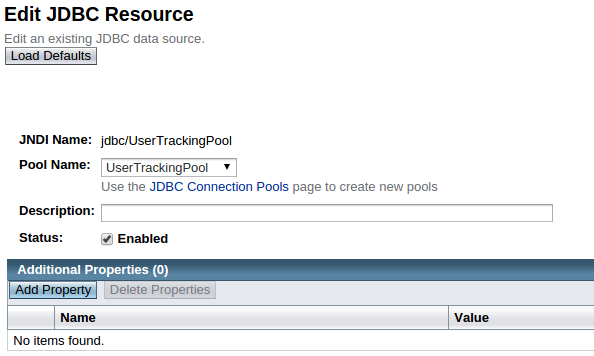 Edit JDBC Resource
Edit an existing JDBC data source.
Load Defaults
JNDI Name: jdbc/UserTrackingPool
Pool Name: UserTrackingPool
Use the JDBC Connection Pools page to create new pools
Description:
Status: Enabled
Additional Properties (0)
Add Property Delete Properties
Name Value
No items found.